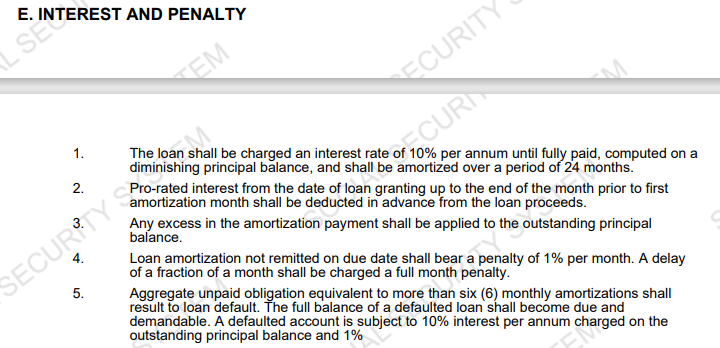 E. INTEREST AND PENALTY
1. The loan shall be charged an interest rate of 10% per annum until fully paid, computed on a
diminishing principal balance, and shall be amortized over a period of 24 months.
2. Pro-rated interest from the date of loan granting up to the end of the month prior to first
amortization month shall be deducted in advance from the loan proceeds.
3. Any excess in the amortization payment shall be applied to the outstanding principal
balance.
4. Loan amortization not remitted on due date shall bear a penalty of 1% per month. A delay
of a fraction of a month shall be charged a full month penalty.
5. Aggregate unpaid obligation equivalent to more than six (6) monthly amortizations shall
result to loan default. The full balance of a defaulted loan shall become due and
demandable. A defaulted account is subject to 10% interest per annum charged on the
outstanding principal balance and 1%